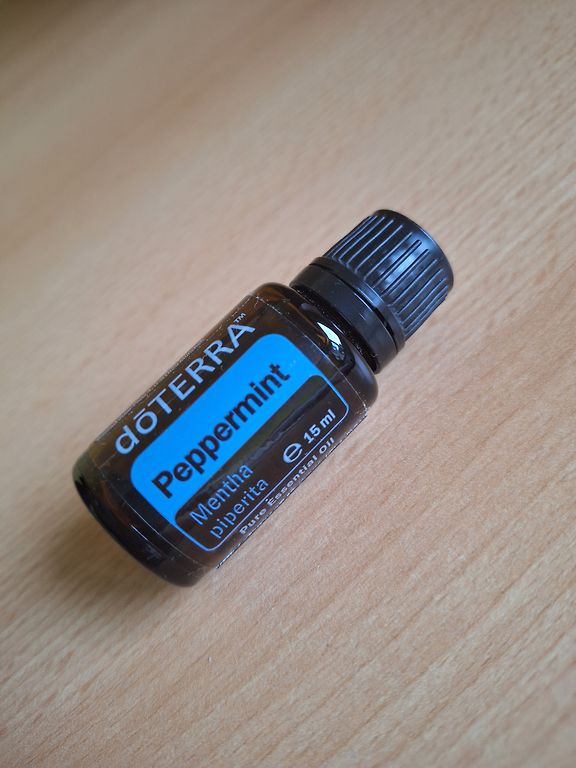 dōTERRA™
Peppermint
Mentha
piperita
℮ 15 ml
Pure Essential Oil